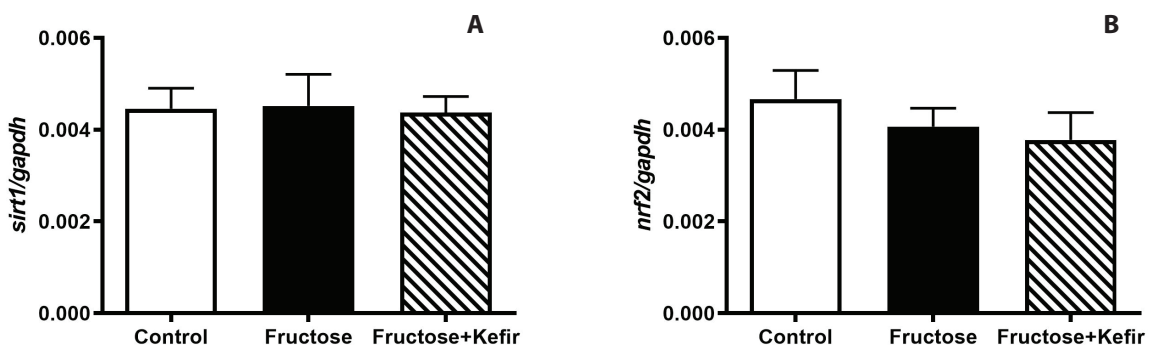 A
sirt1/gapdh
0.006
0.004
0.002
0.000
Control Fructose Fructose+Kefir
B
nrf2/gapdh
0.006
0.004
0.002
0.000
Control Fructose Fructose+Kefir